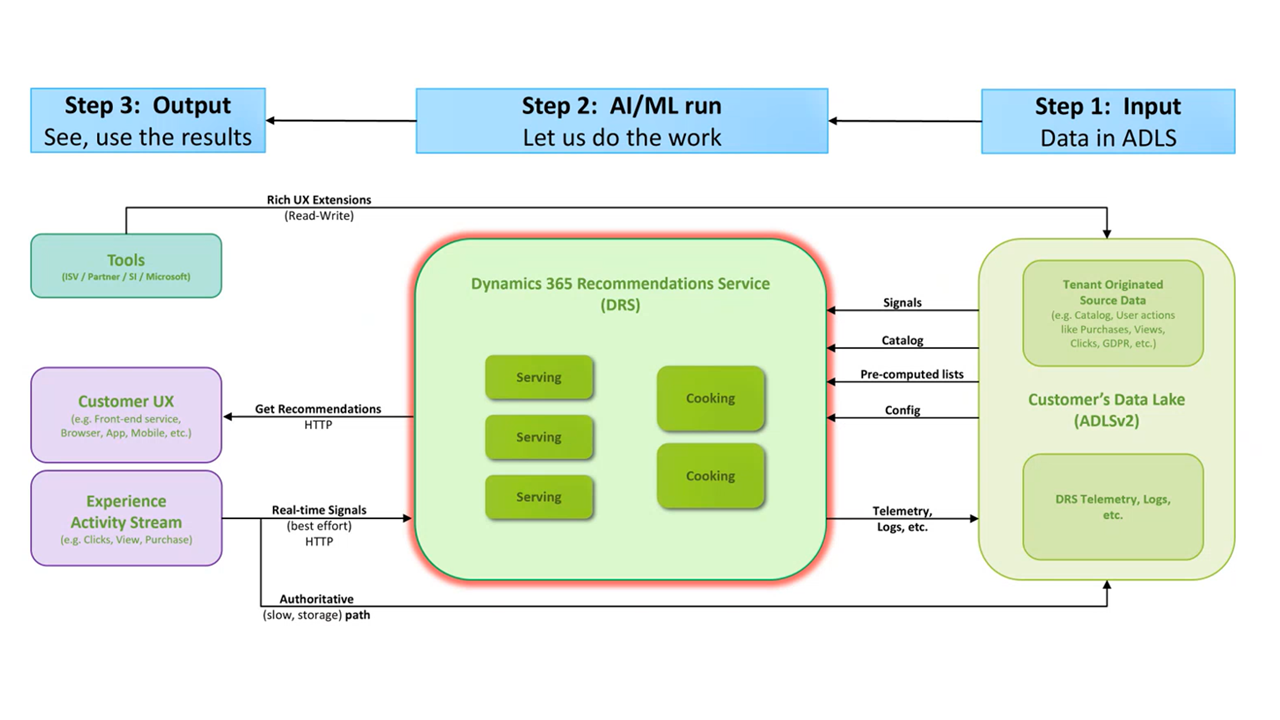 Step 3:  Output
See, use the results
Step 2:  AI/ML run
Let us do the work
Step 1:  Input
Data in ADLS
Rich UX Extensions
(Read-Write)
Tools
(ISV / Partner / SI / Microsoft)
Customer UX
(e.g. Front-end service,
Browser, App, Mobile, etc.)
Experience
Activity Stream
(e.g. Clicks, View, Purchase)
Get Recommendations
HTTP
Real-time Signals
(best effort)
HTTP
Authoritative
(slow, storage) path
Dynamics 365 Recommendations Service
(DRS)
Serving
Serving
Serving
Cooking
Cooking
Signals
Catalog
Pre-computed lists
Config
Telemetry,
Logs, etc.
Tenant Originated
Source Data
(e.g. Catalog, User actions
like Purchases, Views,
Clicks, GDPR, etc.)
Customer’s Data Lake
(ADLSv2)
DRS Telemetry, Logs,
etc.